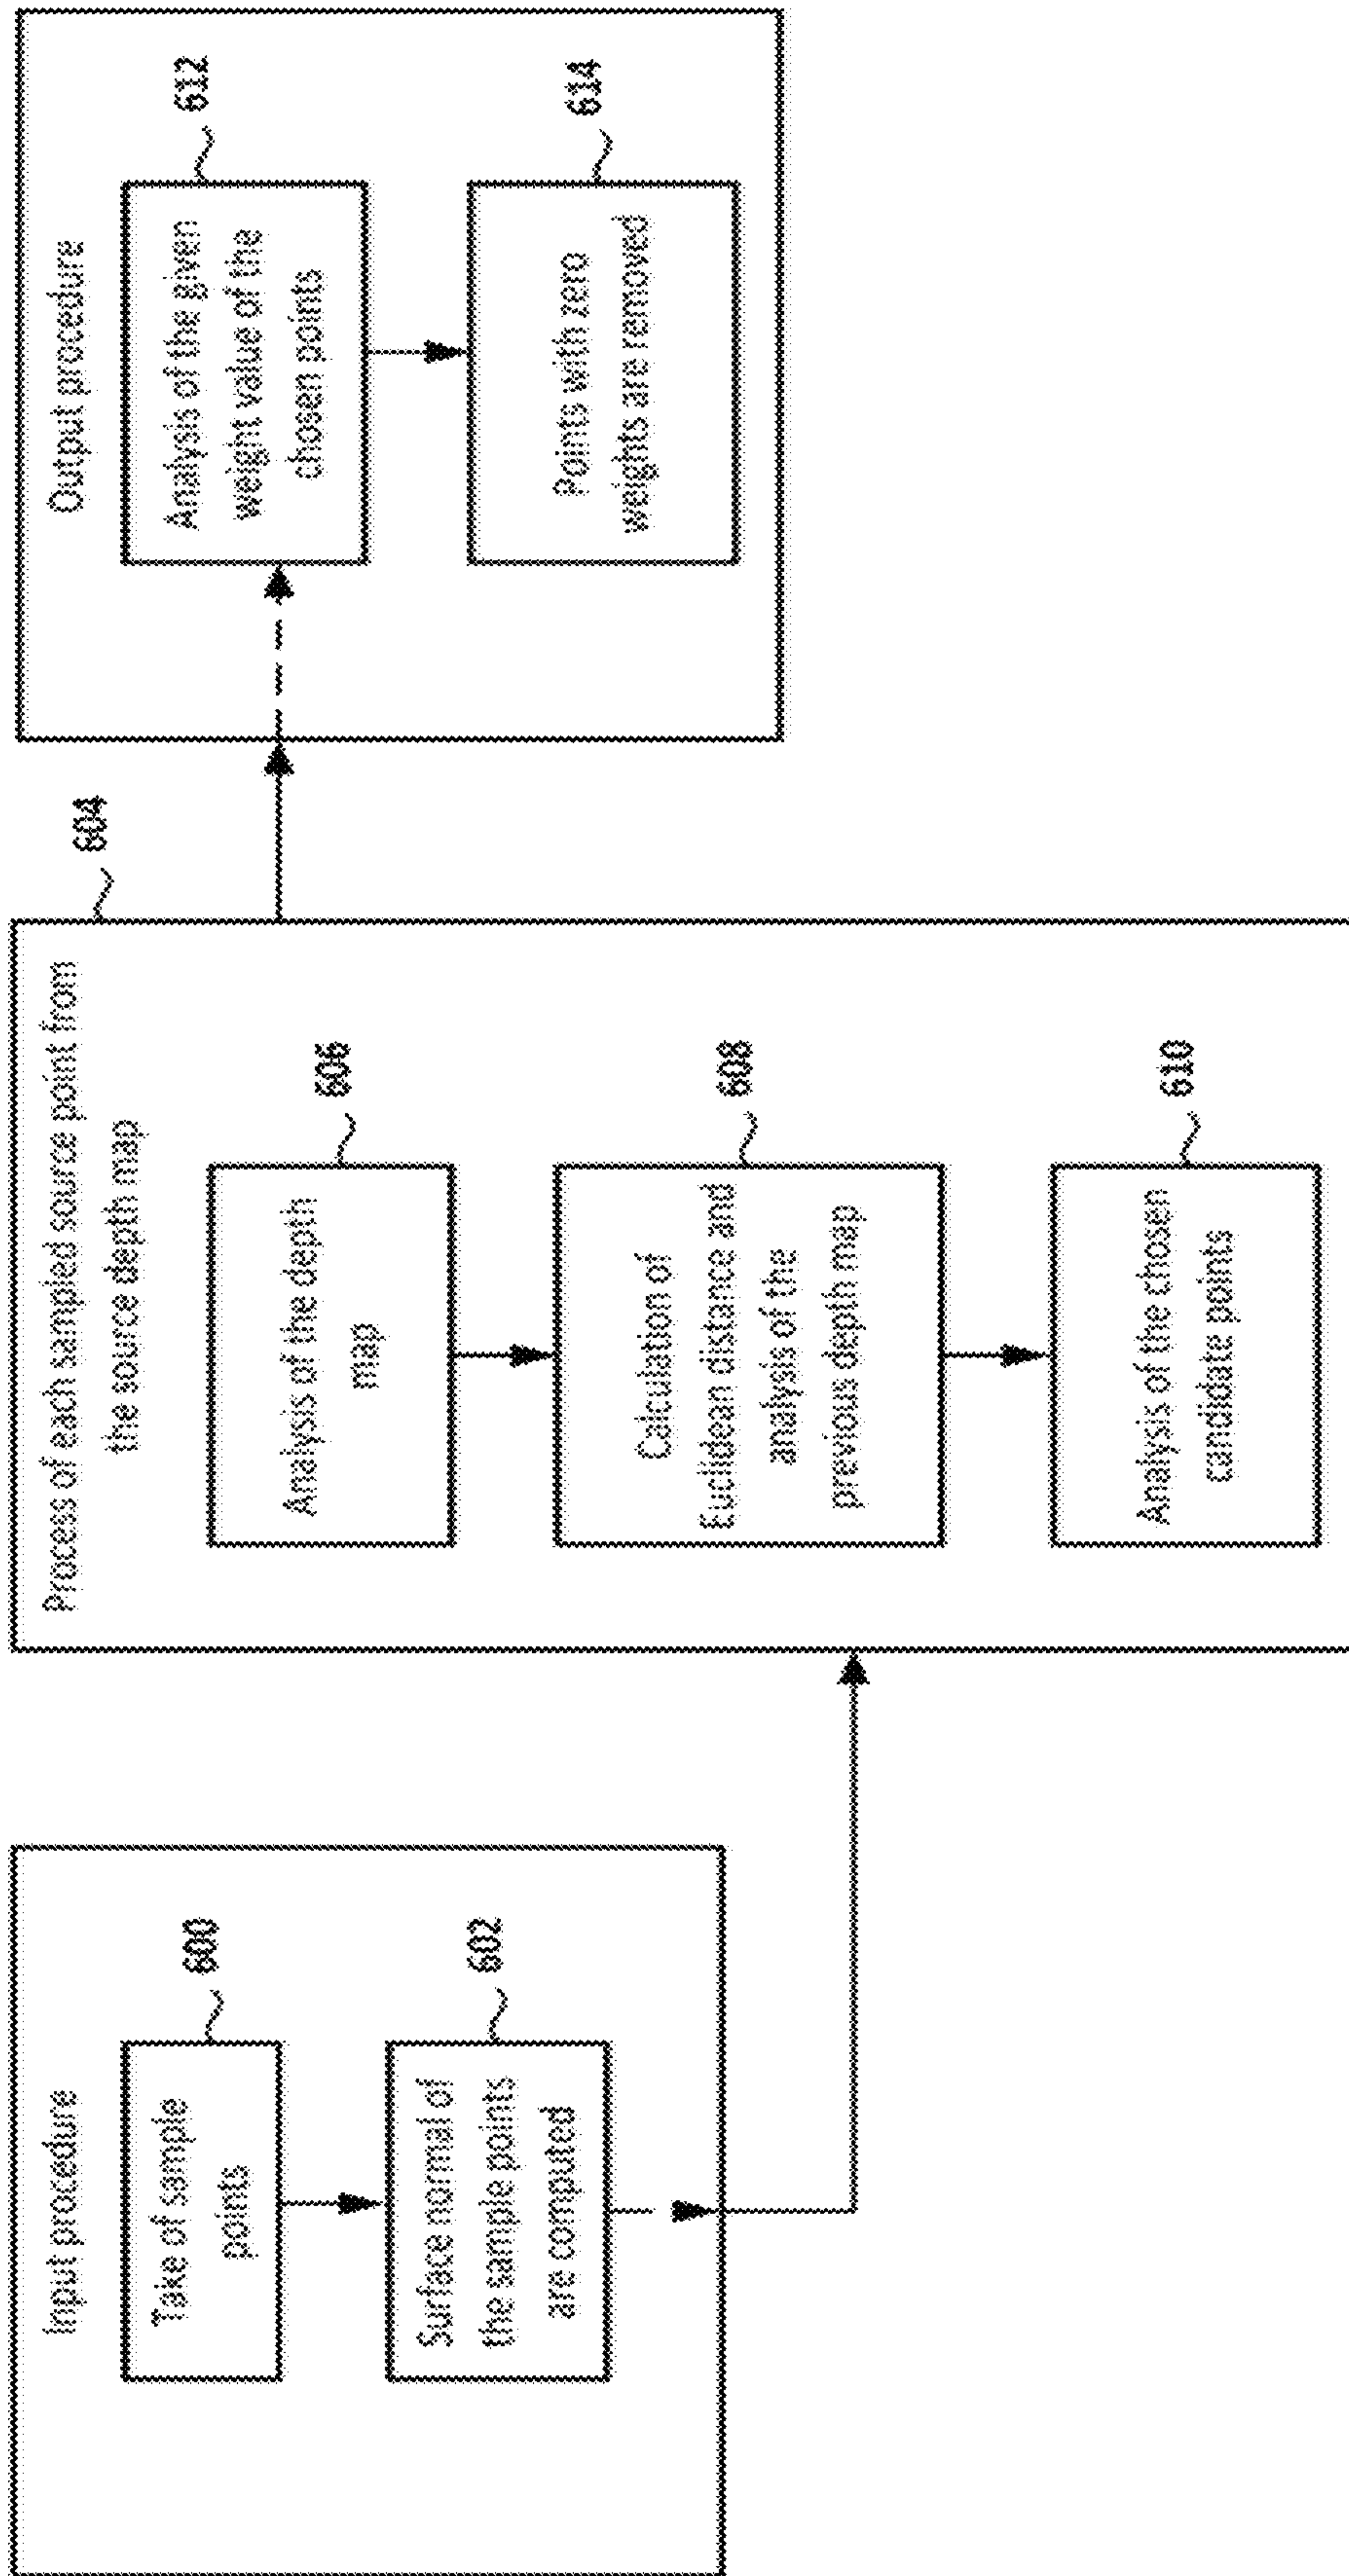 Input procedure
600
Take of sample
points
602
Surface normal of
the sample points
are computed
604
Process of each sampled source point from
the source depth map
606
Analysis of the depth
map
608
Calculation of
Euclidean distance and
analysis of the
previous depth map
610
Analysis of the chosen
candidate points
Output procedure
612
Analysis of the given
weight value of the
chosen points
614
Points with zero
weights are removed